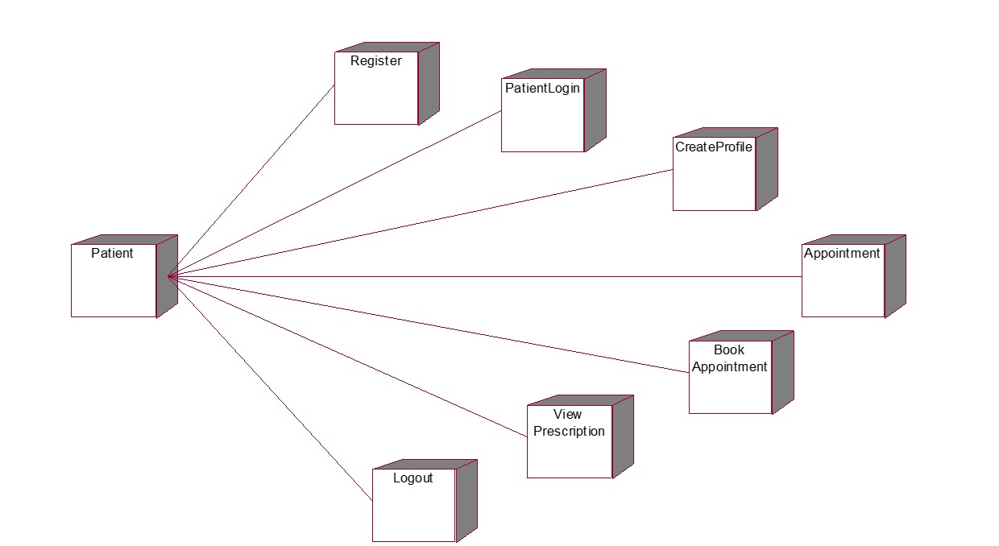 Register
PatientLogin
CreateProfile
Patient
Appointment
Book
Appointment
View
Prescription
Logout